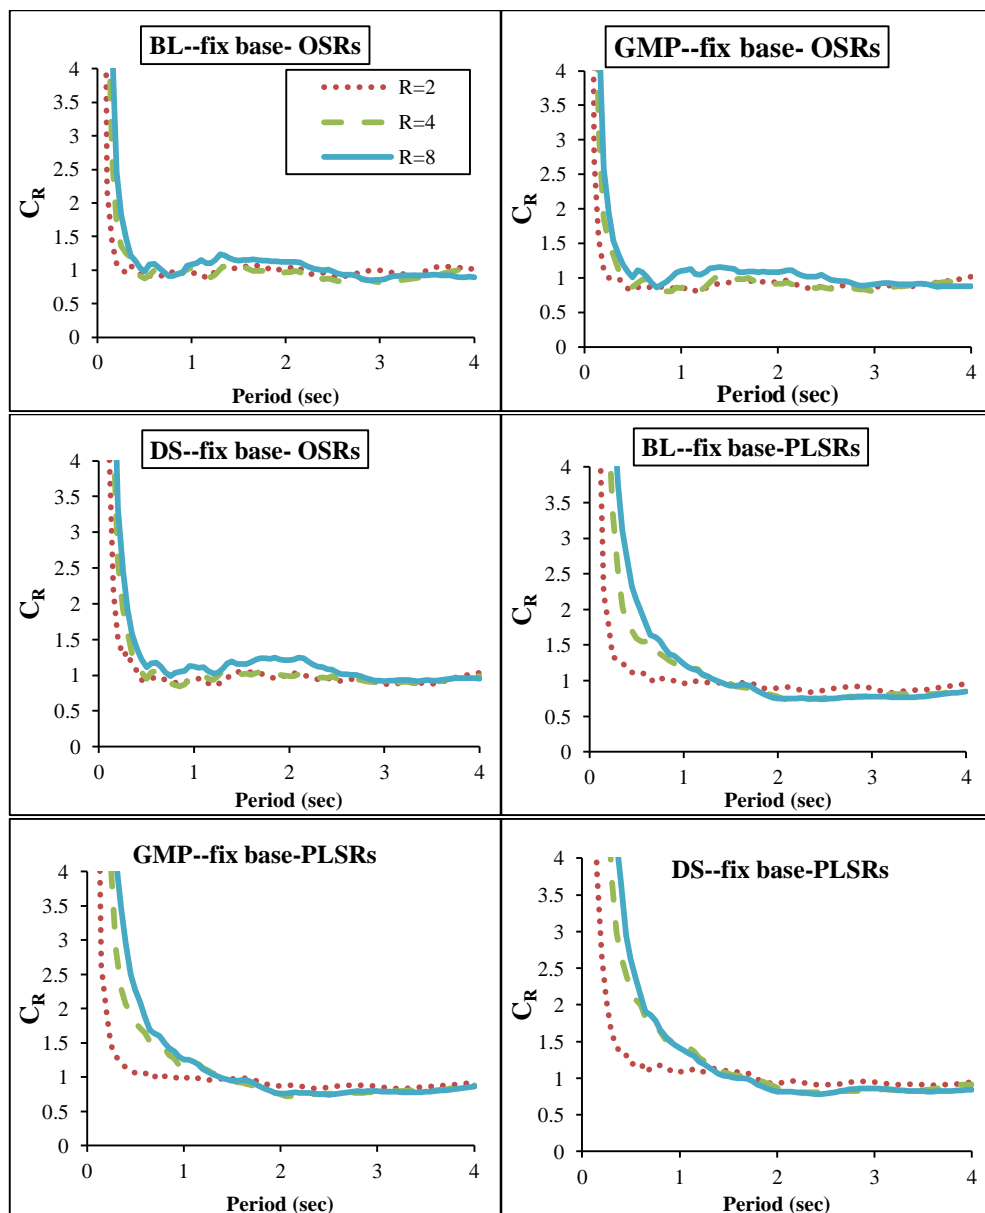 BL--fix base- OSRs
4
3.5
3
2.5
2
1.5
1
0.5
0
C_R
R=2
R=4
R=8
0 1 2 3 4
Period (sec)
GMP--fix base- OSRs
4
3.5
3
2.5
2
1.5
1
0.5
0
C_R
0 1 2 3 4
Period (sec)
DS--fix base- OSRs
4
3.5
3
2.5
2
1.5
1
0.5
0
C_R
0 1 2 3 4
Period (sec)
BL--fix base-PLSRs
4
3.5
3
2.5
2
1.5
1
0.5
0
C_R
0 1 2 3 4
Period (sec)
GMP--fix base-PLSRs
4
3.5
3
2.5
2
1.5
1
0.5
0
C_R
0 1 2 3 4
Period (sec)
DS--fix base-PLSRs
4
3.5
3
2.5
2
1.5
1
0.5
0
C_R
0 1 2 3 4
Period (sec)